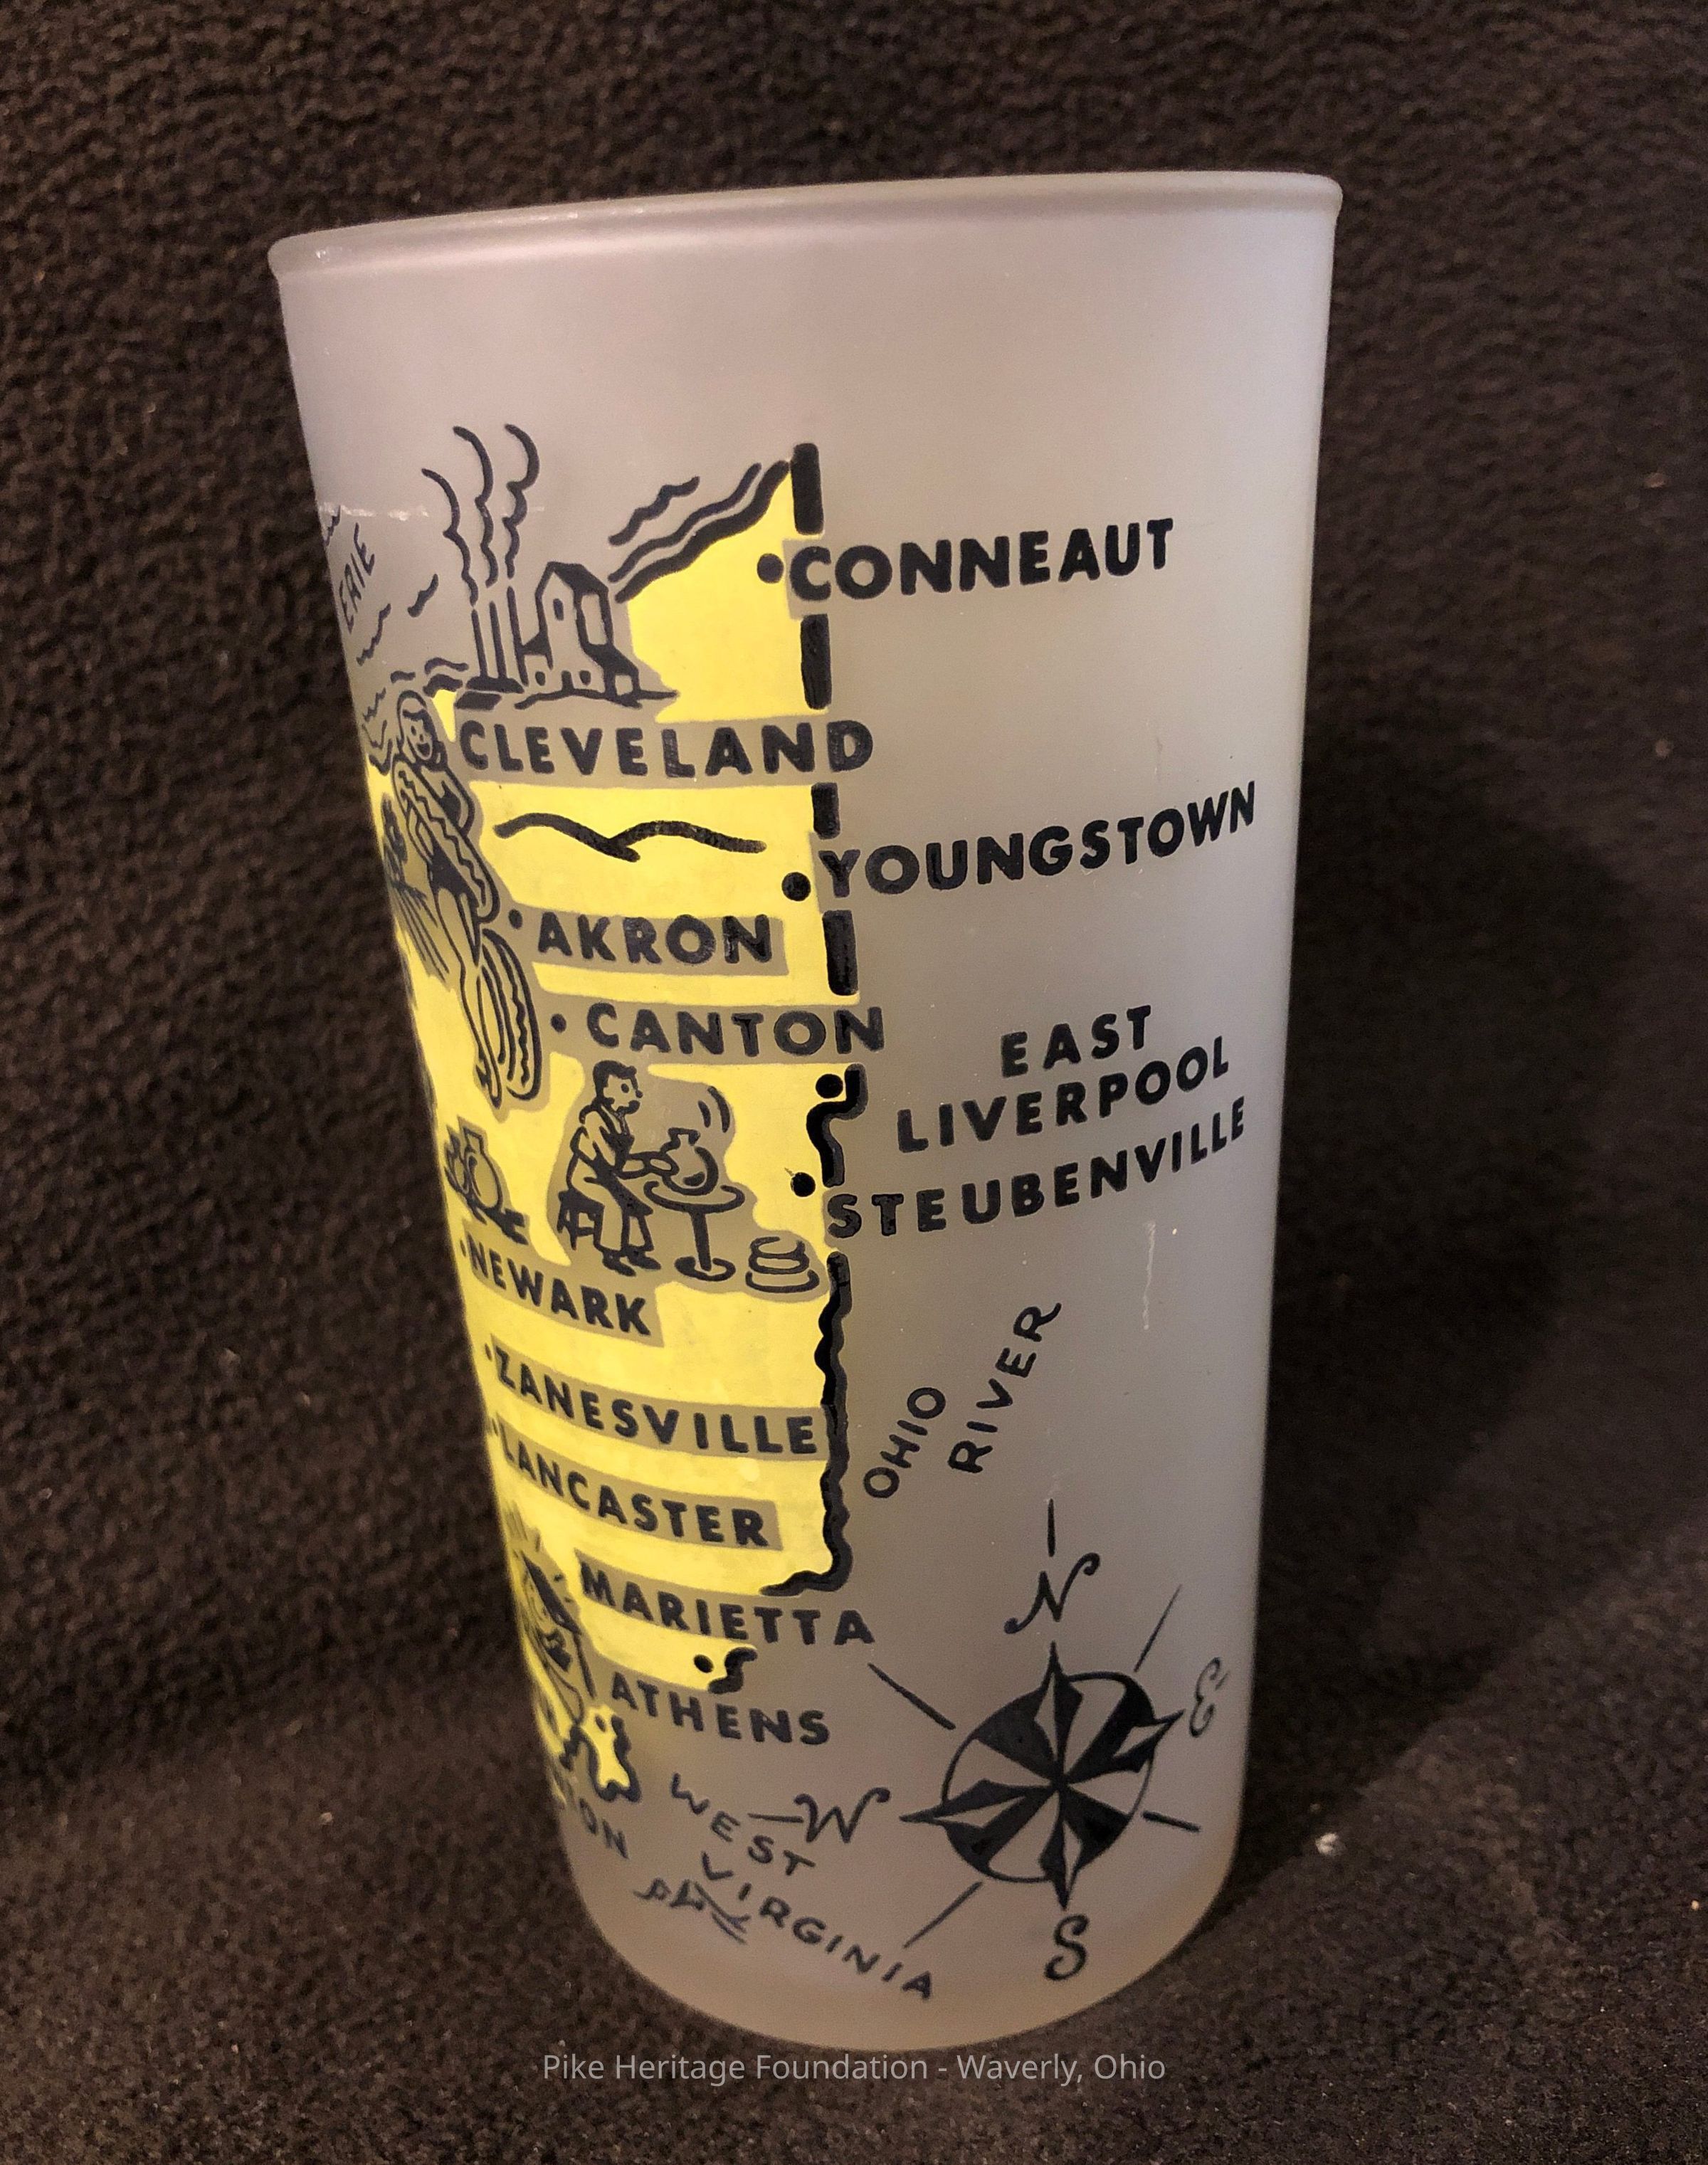 ERIE
CONNEAUT
CLEVELAND
YOUNGSTOWN
AKRON
CANTON
EAST
LIVERPOOL
STEUBENVILLE
NEWARK
ZANESVILLE
LANCASTER
OHIO
RIVER
MARIETTA
ATHENS
N
E
W
S
WEST
VIRGINIA
Pike Heritage Foundation - Waverly, Ohio